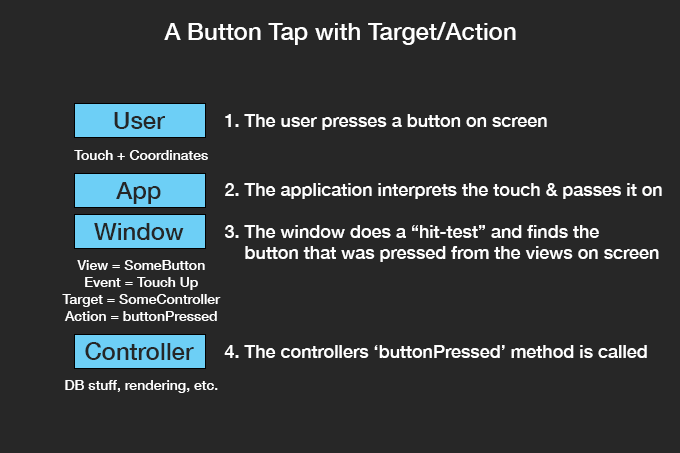 A Button Tap with Target/Action
User
1. The user presses a button on screen
Touch + Coordinates
App
2. The application interprets the touch & passes it on
Window
3. The window does a “hit-test” and finds the
button that was pressed from the views on screen
View = SomeButton
Event = Touch Up
Target = SomeController
Action = buttonPressed
Controller
4. The controllers ‘buttonPressed’ method is called
DB stuff, rendering, etc.